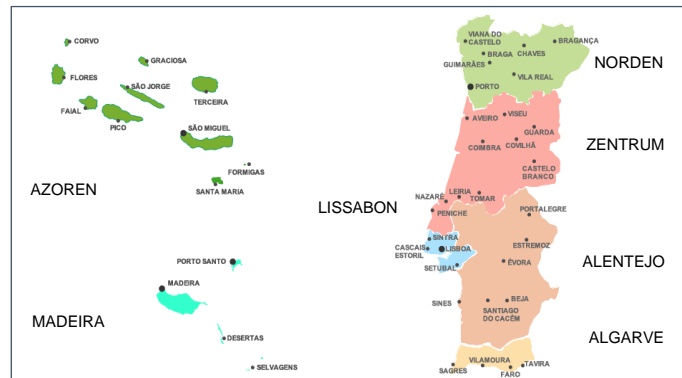 CORVO
GRACIOSA
FLORES
SÃO JORGE
TERCEIRA
FAIAL
PICO
SÃO MIGUEL
FORMIGAS
SANTA MARIA
AZOREN
PORTO SANTO
MADEIRA
MADEIRA
DESERTAS
SELVAGENS
VIANA DO
CASTELO
BRAGANÇA
CHAVES
BRAGA
GUIMARÃES
VILA REAL
NORDEN
PORTO
AVEIRO
VISEU
GUARDA
COIMBRA
COVILHÃ
ZENTRUM
CASTELO
BRANCO
LEIRIA
NAZARÉ
TOMAR
LISSABON
PENICHE
PORTALEGRE
SINTRA
CASCAIS
ESTORIL
LISBOA
ESTREMOZ
SETUBAL
ÉVORA
ALENTEJO
SINES
BEJA
SANTIAGO
DO CACÉM
ALGARVE
VILAMOURA
SAGRES
FARO
TAVIRA